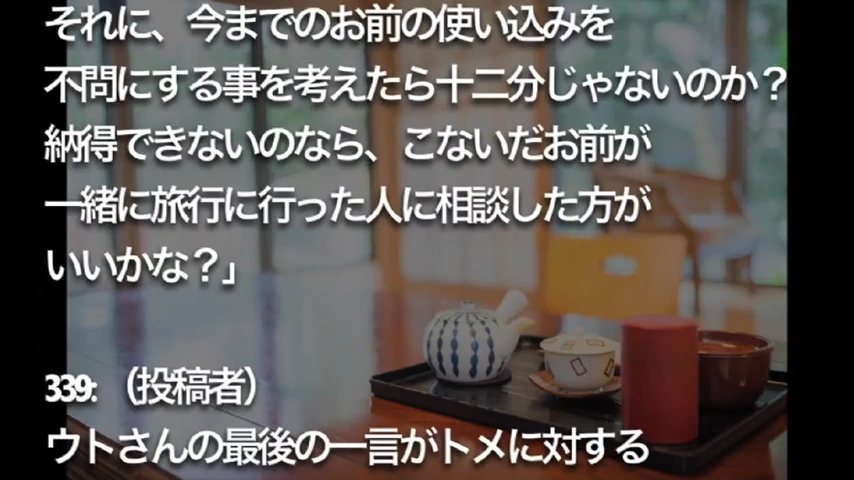 それに、今までのお前の使い込みを
不問にする事を考えたら十二分じゃないのか？
納得できないのなら、こないだお前が
一緒に旅行に行った人に相談した方が
いいかな？」
339: （投稿者）
ウトさんの最後の一言がトメに対する